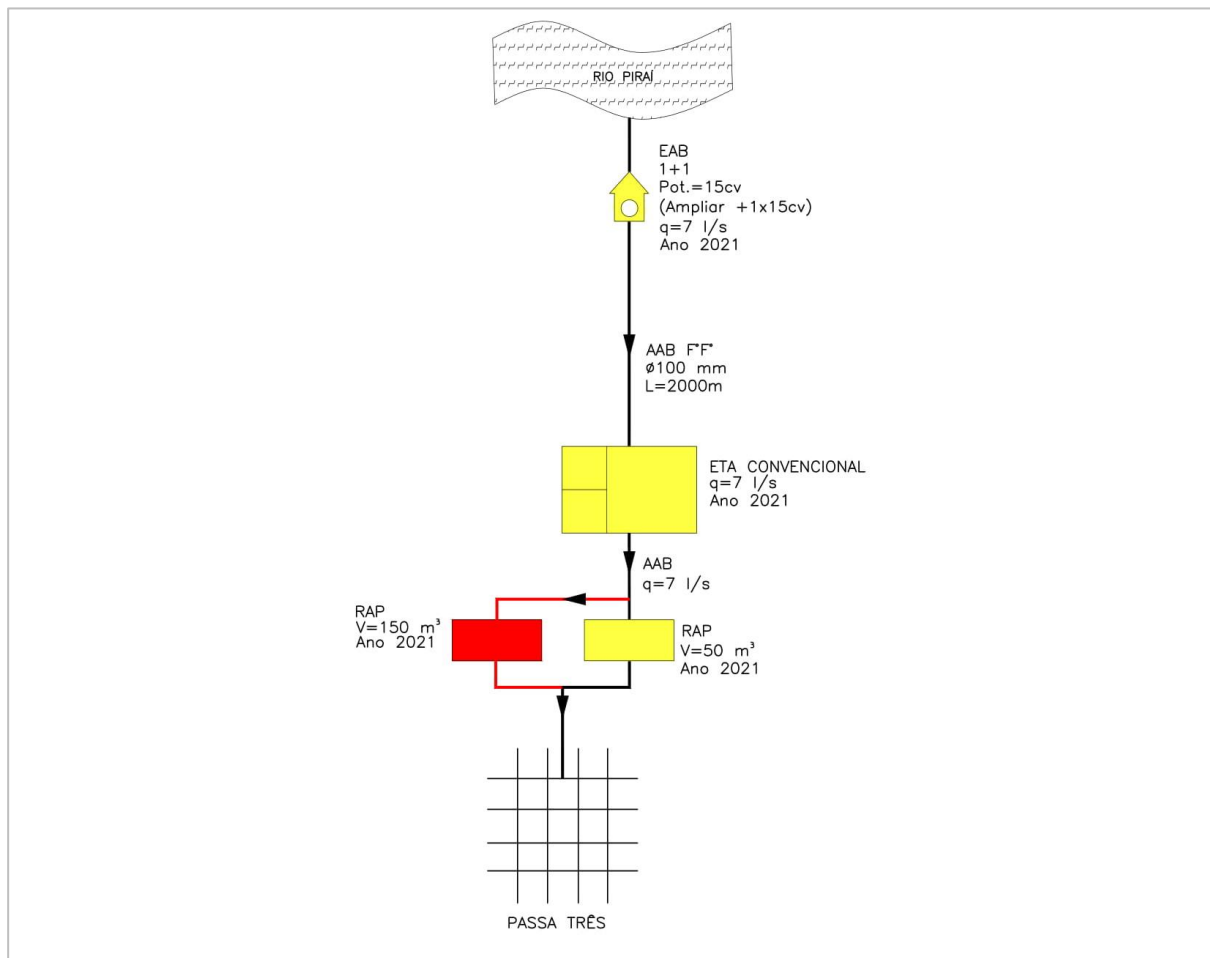 RIO PIRAÍ
EAB
1+1
Pot.=15cv
(Ampliar +1x15cv)
q=7 l/s
Ano 2021
AAB F°F°
ø100 mm
L=2000m
ETA CONVENCIONAL
q=7 l/s
Ano 2021
AAB
q=7 l/s
RAP
V=150 m³
Ano 2021
RAP
V=50 m³
Ano 2021
PASSA TRÊS